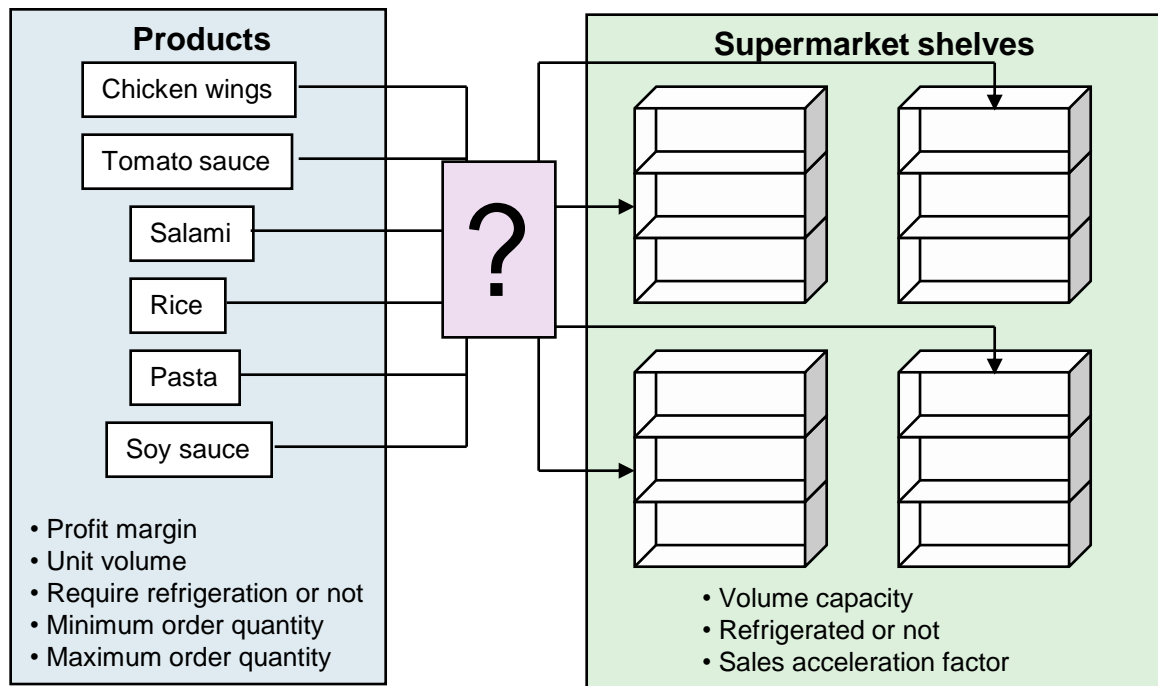 Products
Chicken wings
Tomato sauce
Salami
Rice
Pasta
Soy sauce
• Profit margin
• Unit volume
• Require refrigeration or not
• Minimum order quantity
• Maximum order quantity
?
Supermarket shelves
• Volume capacity
• Refrigerated or not
• Sales acceleration factor